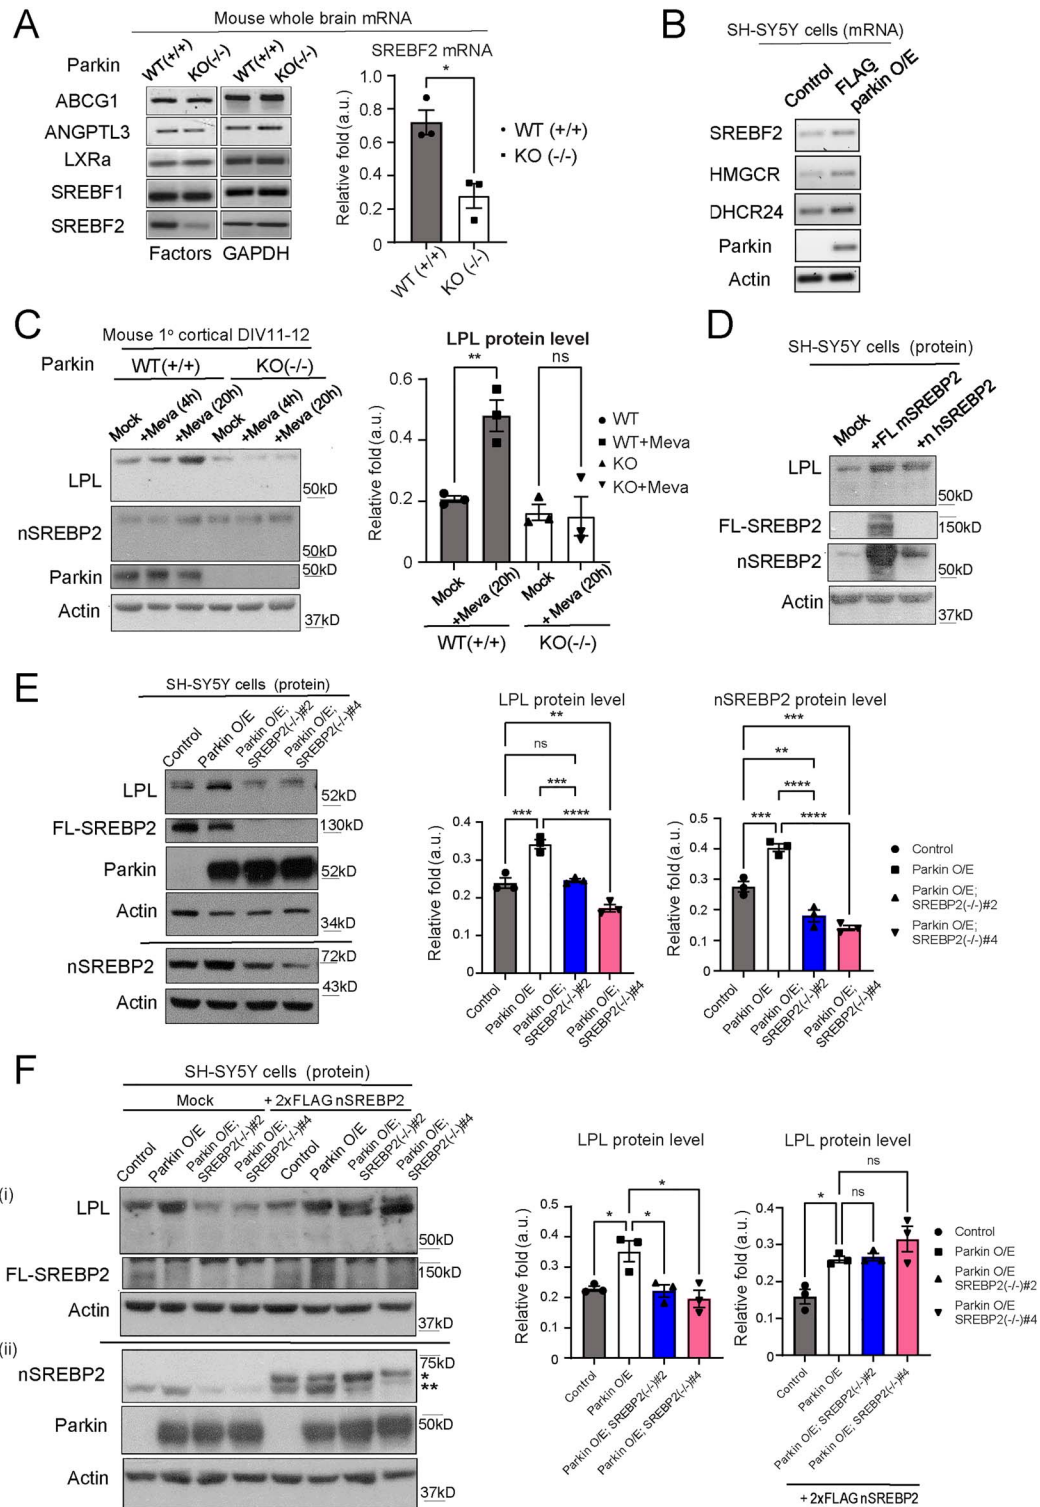 A
Mouse whole brain mRNA
Parkin
WT(+/+)
KO(-/-)
WT(+/+)
KO(-/-)
ABCG1
ANGPTL3
LXRa
SREBF1
SREBF2
Factors GAPDH
SREBF2 mRNA
*
Relative fold (a.u.)
1.0
0.8
0.6
0.4
0.2
0
WT (+/+)
KO (-/-)
WT (+/+)
KO (-/-)
B
SH-SY5Y cells (mRNA)
Control
FLAG
parkin O/E
SREBF2
HMGCR
DHCR24
Parkin
Actin
C
Mouse 1º cortical DIV11-12
Parkin
WT(+/+) KO(-/-)
Mock
+Meva (4h)
+Meva (20h)
Mock
+Meva (4h)
+Meva (20h)
LPL
50kD
nSREBP2
50kD
Parkin
50kD
Actin
37kD
LPL protein level
** ns
Relative fold (a.u.)
0.6
0.4
0.2
0
WT
WT+Meva
KO
KO+Meva
Mock
+Meva (20h)
Mock
+Meva (20h)
WT(+/+) KO(-/-)
D
SH-SY5Y cells (protein)
Mock
+FL mSREBP2
+n hSREBP2
LPL
50kD
FL-SREBP2
150kD
nSREBP2
50kD
Actin
37kD
E
SH-SY5Y cells (protein)
Control
Parkin O/E
Parkin O/E;
SREBP2(-/-)#2
Parkin O/E;
SREBP2(-/-)#4
LPL
52kD
FL-SREBP2
130kD
Parkin
52kD
Actin
34kD
nSREBP2
72kD
43kD
Actin
LPL protein level
**
ns
***
*** ****
Relative fold (a.u.)
0.4
0.3
0.2
0.1
0
Control
Parkin O/E
Parkin O/E;
SREBP2(-/-)#2
Parkin O/E;
SREBP2(-/-)#4
nSREBP2 protein level
***
**
****
*** ****
Relative fold (a.u.)
0.5
0.4
0.3
0.2
0.1
0
Control
Parkin O/E
Parkin O/E;
SREBP2(-/-)#2
Parkin O/E;
SREBP2(-/-)#4
Control
Parkin O/E
Parkin O/E;
SREBP2(-/-)#2
Parkin O/E;
SREBP2(-/-)#4
F
SH-SY5Y cells (protein)
Mock + 2xFLAG nSREBP2
Control
Parkin O/E
Parkin O/E;
SREBP2(-/-)#2
Parkin O/E;
SREBP2(-/-)#4
Control
Parkin O/E
Parkin O/E;
SREBP2(-/-)#2
Parkin O/E;
SREBP2(-/-)#4
(i)
LPL
50kD
FL-SREBP2
150kD
Actin
37kD
(ii)
nSREBP2
75kD
*
**
Parkin
50kD
Actin
37kD
LPL protein level
*
* *
Relative fold (a.u.)
0.5
0.4
0.3
0.2
0.1
0
Control
Parkin O/E
Parkin O/E; SREBP2(-/-)#2
Parkin O/E; SREBP2(-/-)#4
LPL protein level
ns
* ns
Relative fold (a.u.)
0.4
0.3
0.2
0.1
0
Control
Parkin O/E
Parkin O/E; SREBP2(-/-)#2
Parkin O/E; SREBP2(-/-)#4
+ 2xFLAG nSREBP2
Control
Parkin O/E
Parkin O/E
SREBP2(-/-)#2
Parkin O/E
SREBP2(-/-)#4